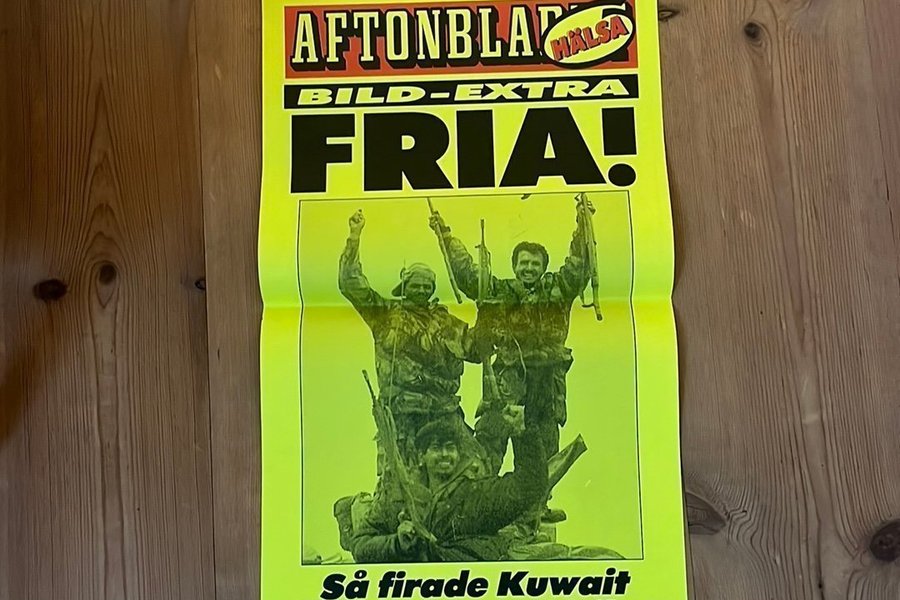 AFTONBLA
HÄLSA
BILD-EXTRA
FRIA!
Så firade Kuwait